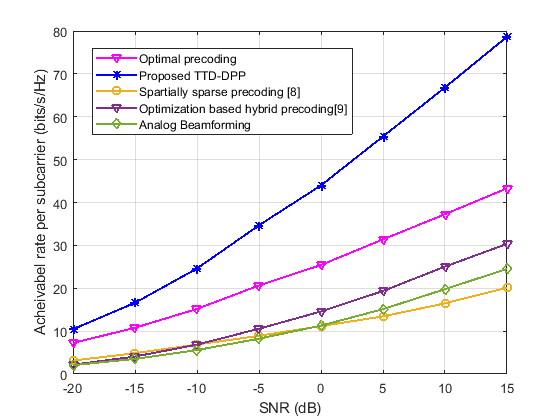 80
70
60
50
40
30
20
10
0
Acheivabel rate per subcarrier (bits/s/Hz)
Optimal precoding
Proposed TTD-DPP
Spartially sparse precoding [8]
Optimization based hybrid precoding[9]
Analog Beamforming
-20 -15 -10 -5 0 5 10 15
SNR (dB)